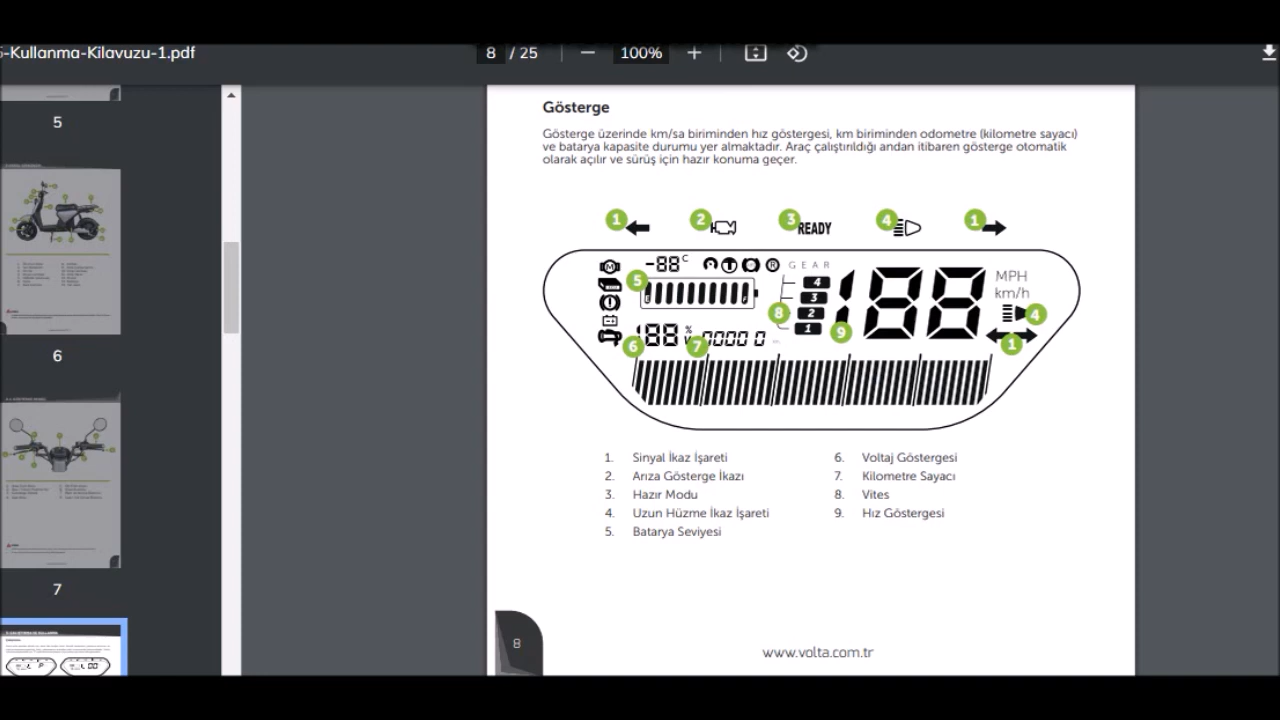 -Kullanma-Kilavuzu-1.pdf
8 / 25
100%
5
6
7
Gösterge
Gösterge üzerinde km/sa biriminden hız göstergesi, km biriminden odometre (kilometre sayacı)
ve batarya kapasite durumu yer almaktadır. Araç çalıştırıldığı andan itibaren gösterge otomatik
olarak açılır ve sürüş için hazır konuma geçer.
1 2 3 READY 4 1
-88 C GEAR
5 E F 4 3 2 1 8 188 MPH
km/h
4
6 188 % V 7 00000 9 1
1. Sinyal İkaz İşareti
2. Arıza Gösterge İkazı
3. Hazır Modu
4. Uzun Hüzme İkaz İşareti
5. Batarya Seviyesi
6. Voltaj Göstergesi
7. Kilometre Sayacı
8. Vites
9. Hız Göstergesi
8
www.volta.com.tr